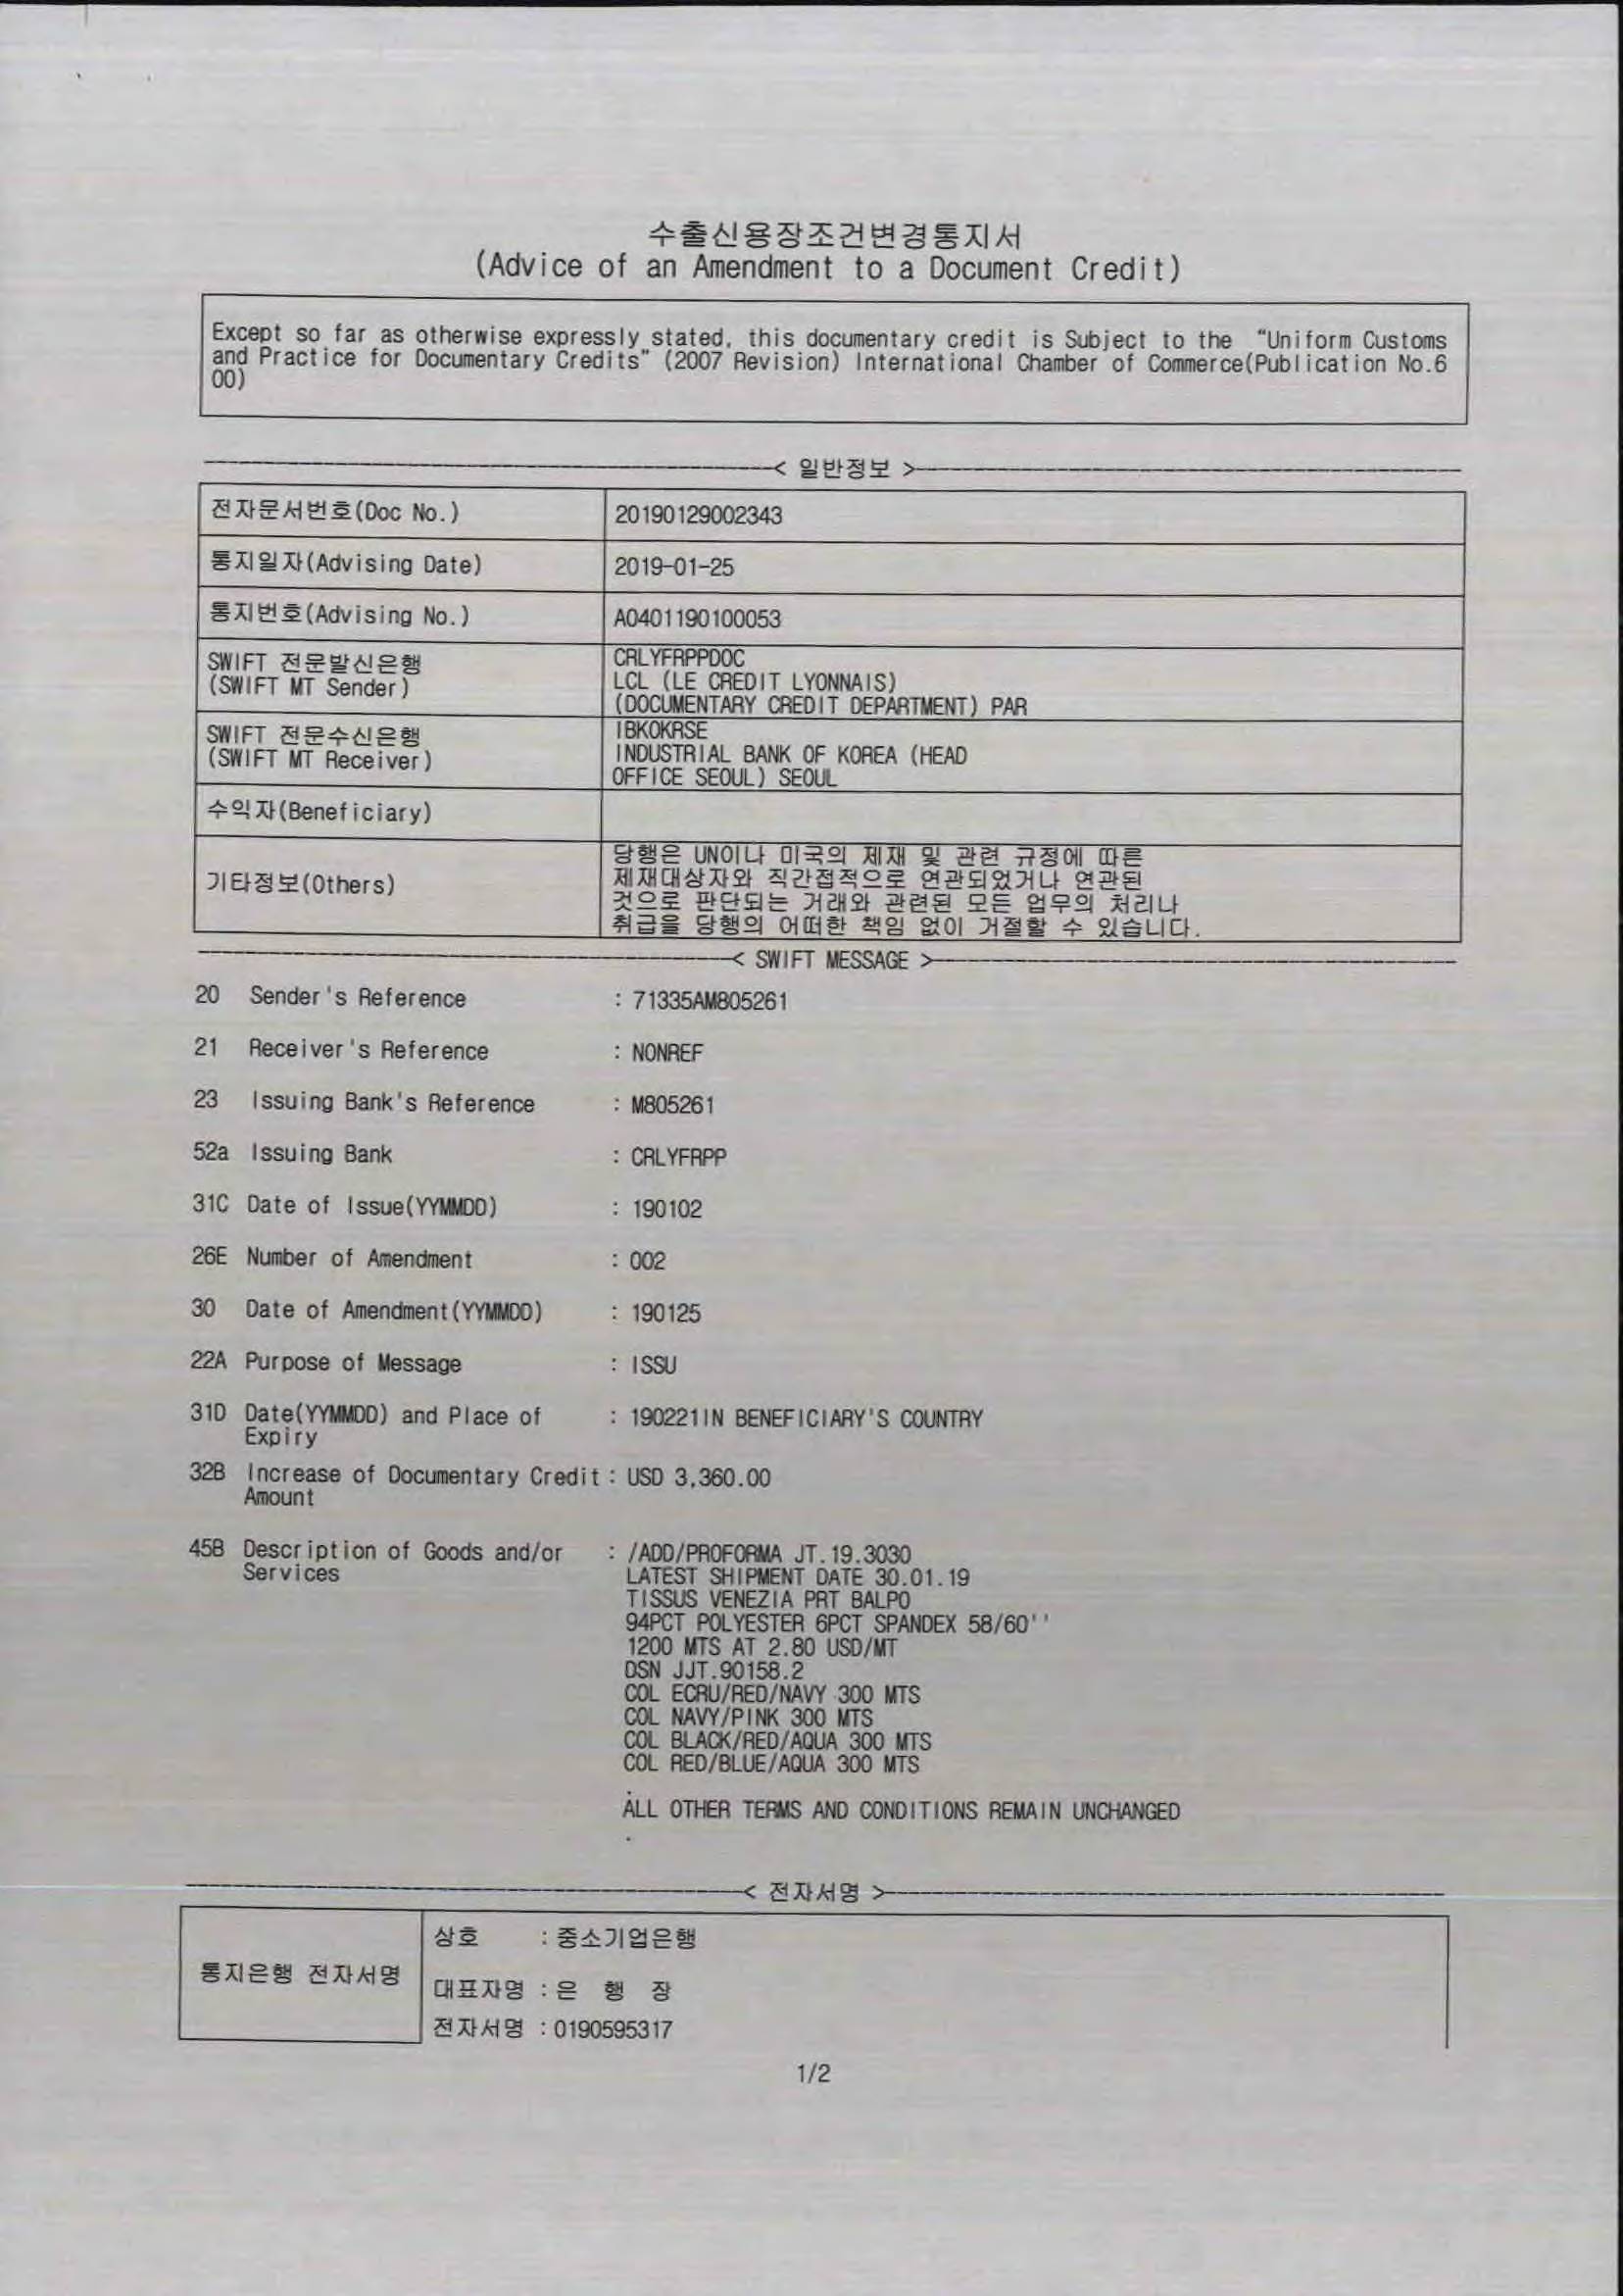 수출신용장조건변경통지서
(Advice of an Amendment to a Document Credit)
Except so far as otherwise expressly stated, this documentary credit is Subject to the "Uniform Customs
and Practice for Documentary Credits" (2007 Revision) International Chamber of Commerce(Publication No.6
00)
< 일반정보 >
전자문서번호(Doc No.) 20190129002343
통지일자(Advising Date) 2019-01-25
통지번호(Advising No.) A0401190100053
SWIFT 전문발신은행
(SWIFT MT Sender)
CRLYFRPPDOC
LCL (LE CREDIT LYONNAIS)
(DOCUMENTARY CREDIT DEPARTMENT) PAR
SWIFT 전문수신은행
(SWIFT MT Receiver)
IBKOKRSE
INDUSTRIAL BANK OF KOREA (HEAD
OFFICE SEOUL) SEOUL
수익자(Beneficiary)
기타정보(Others)
당행은 UN이나 미국의 제재 및 관련 규정에 따른
제재대상자와 직간접적으로 연관되었거나 연관된
것으로 판단되는 거래와 관련된 모든 업무의 처리나
취급을 당행의 어떠한 책임 없이 거절할 수 있습니다.
< SWIFT MESSAGE >
20 Sender's Reference : 71335AM805261
21 Receiver's Reference : NONREF
23 Issuing Bank's Reference : M805261
52a Issuing Bank : CRLYFRPP
31C Date of Issue(YYMMDD) : 190102
26E Number of Amendment : 002
30 Date of Amendment(YYMMDD) : 190125
22A Purpose of Message : ISSU
31D Date(YYMMDD) and Place of : 190221IN BENEFICIARY'S COUNTRY
Expiry
32B Increase of Documentary Credit : USD 3,360.00
Amount
45B Description of Goods and/or : /ADD/PROFORMA JT.19.3030
Services LATEST SHIPMENT DATE 30.01.19
TISSUS VENEZIA PRT BALPO
94PCT POLYESTER 6PCT SPANDEX 58/60''
1200 MTS AT 2.80 USD/MT
DSN JJT.90158.2
COL ECRU/RED/NAVY 300 MTS
COL NAVY/PINK 300 MTS
COL BLACK/RED/AQUA 300 MTS
COL RED/BLUE/AQUA 300 MTS
.
ALL OTHER TERMS AND CONDITIONS REMAIN UNCHANGED
.
< 전자서명 >
통지은행 전자서명
상호 : 중소기업은행
대표자명 : 은 행 장
전자서명 : 0190595317
1/2